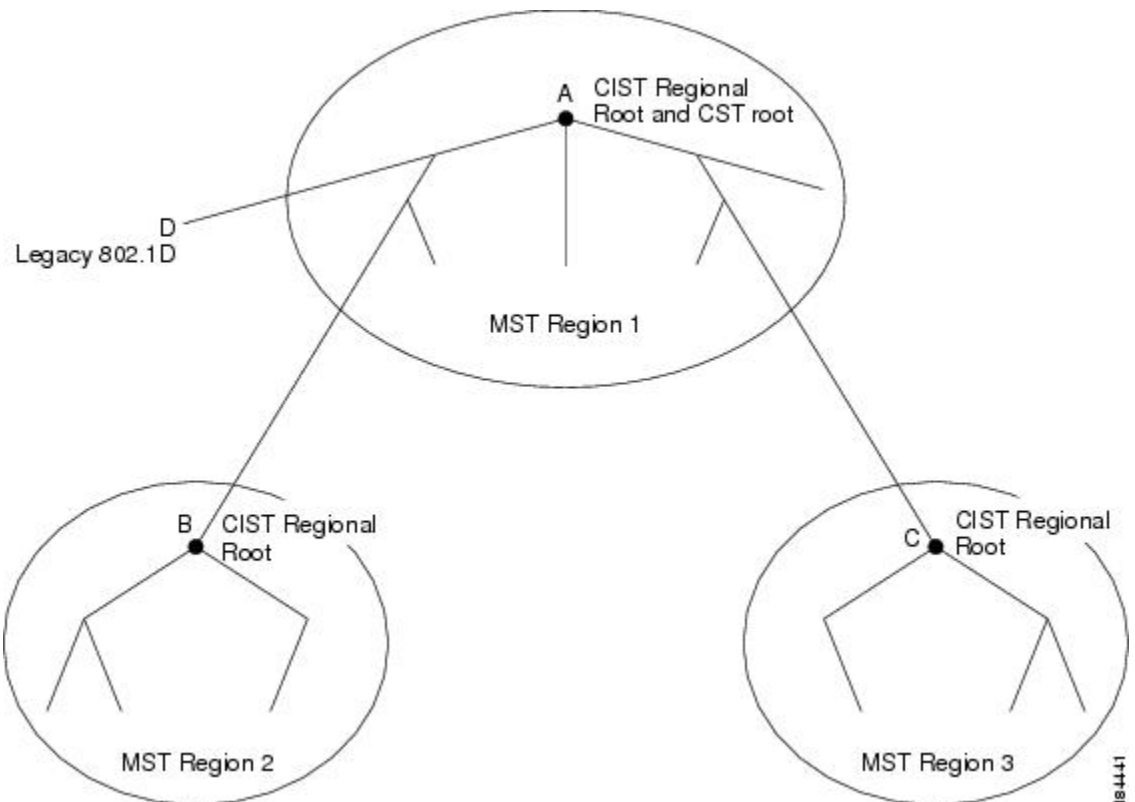 A
CIST Regional
Root and CST root
D
Legacy 802.1D
MST Region 1
B
CIST Regional
Root
C
CIST Regional
Root
MST Region 2
MST Region 3